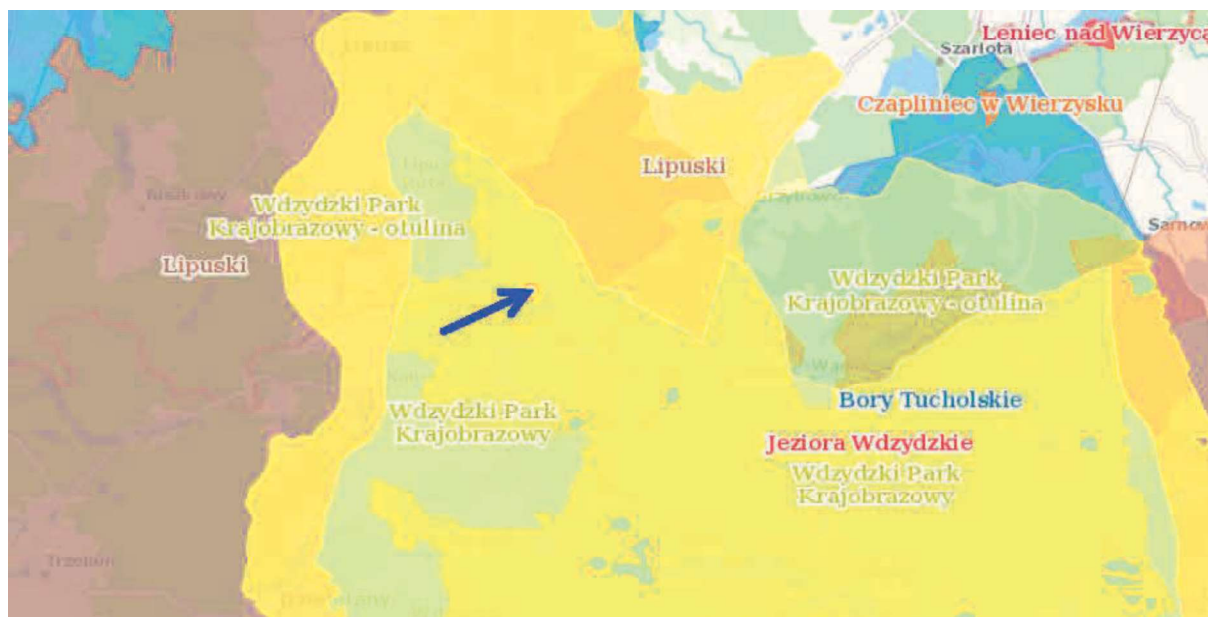 Leniec nad Wierzycą
Szarlota
Czapliniec w Wierzysku
Lipuski
Wdzydzki Park
Krajobrazowy - otulina
Sarnow
Lipuski
Wdzydzki Park
Krajobrazowy - otulina
Bory Tucholskie
Wdzydzki Park
Krajobrazowy
Jeziora Wdzydzkie
Wdzydzki Park
Krajobrazowy